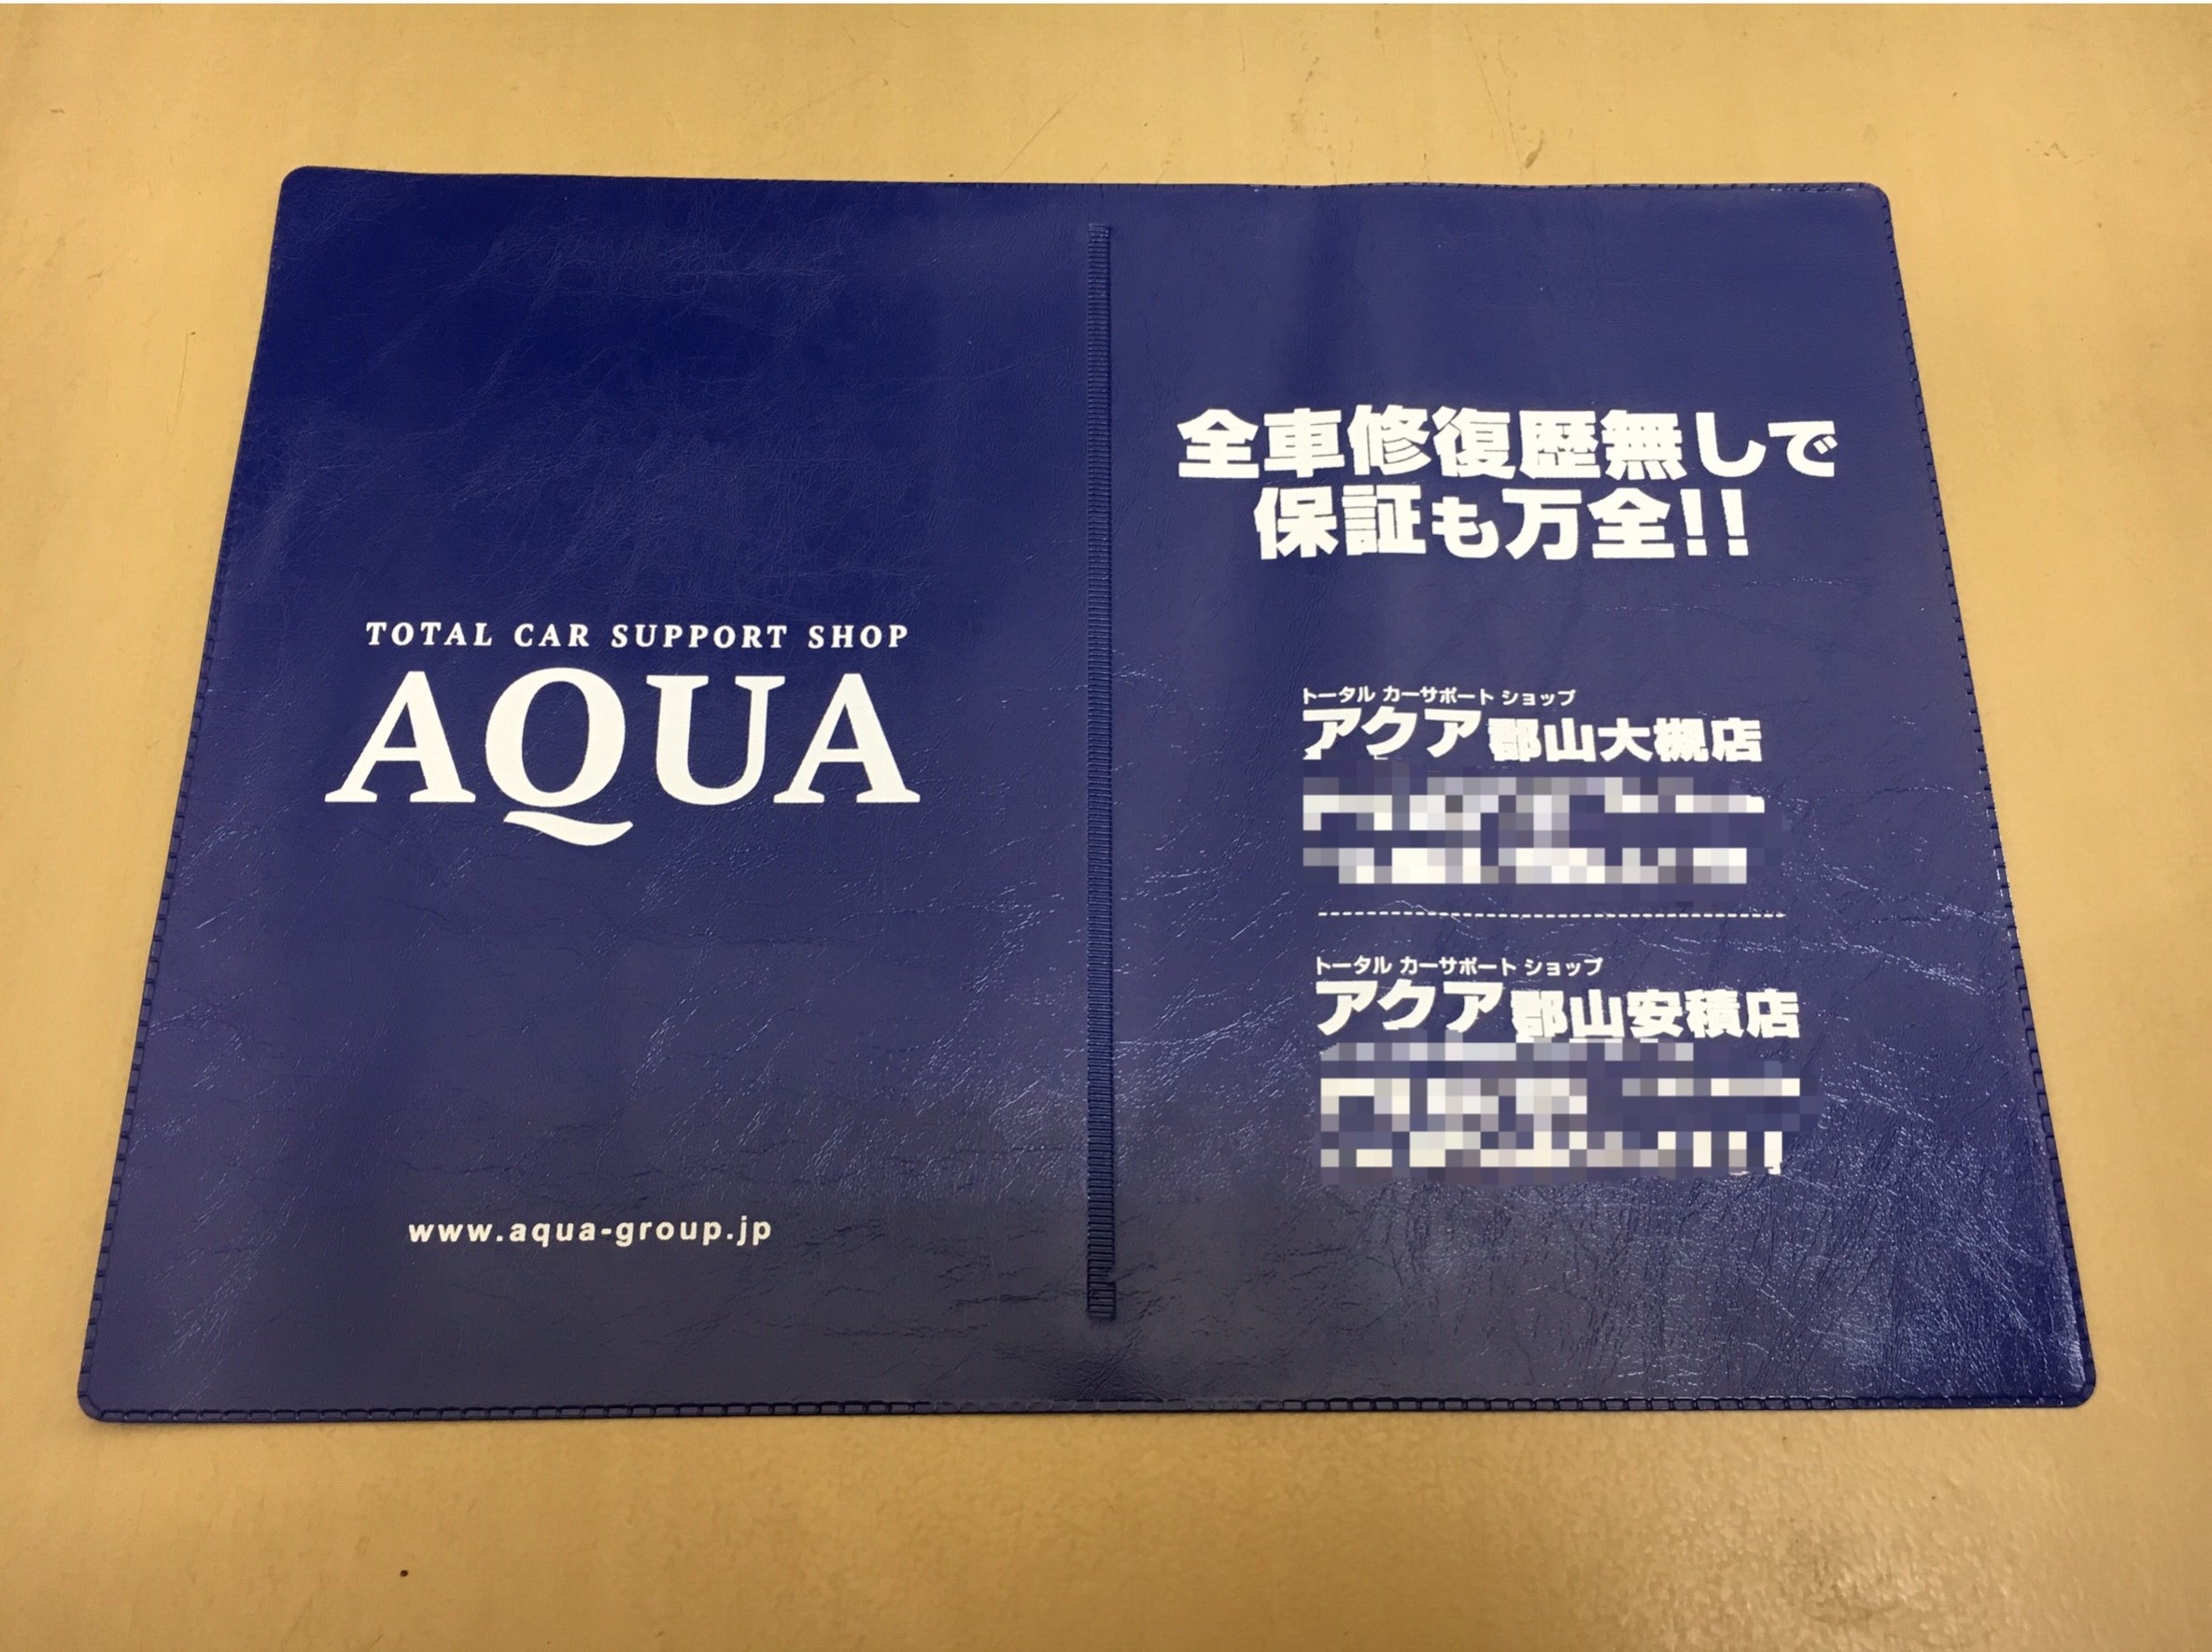 TOTAL CAR SUPPORT SHOP
AQUA
www.aqua-group.jp
全車修復歴無しで
保証も万全!!
トータル カーサポート ショップ
アクア 郡山大槻店
トータル カーサポート ショップ
アクア 郡山安積店